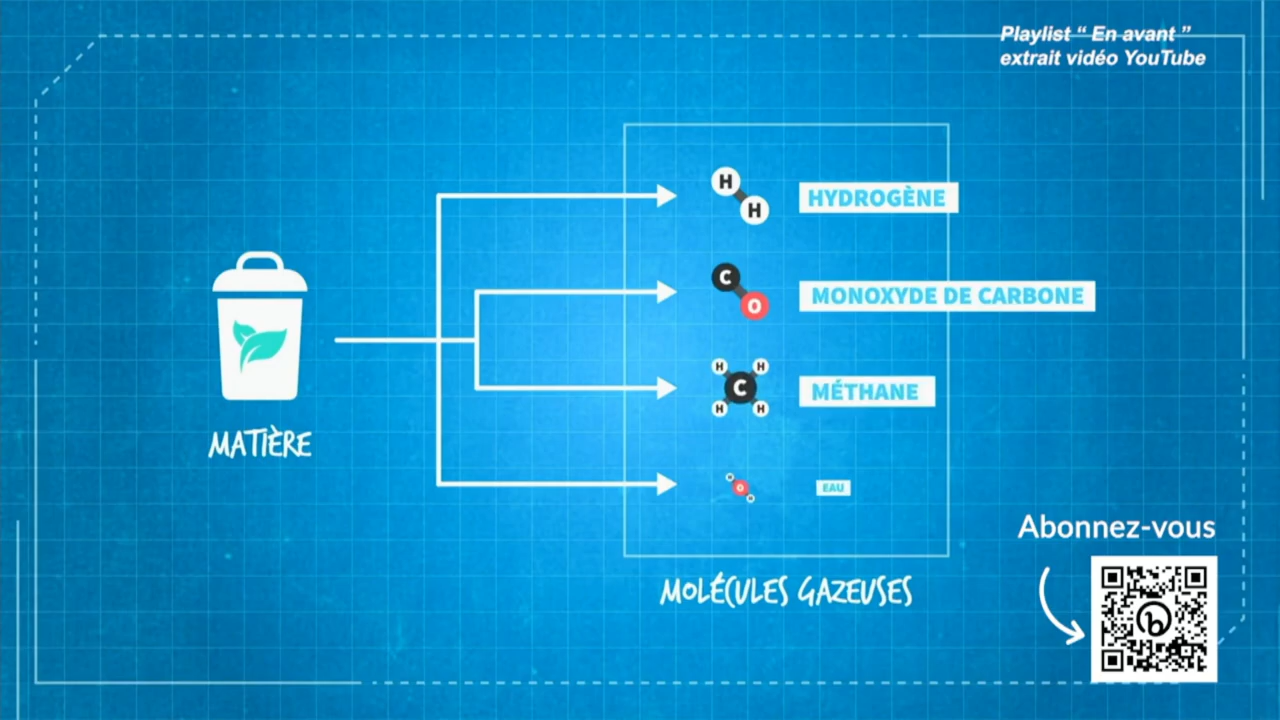 Playlist “ En avant ”
extrait vidéo YouTube
H
H
HYDROGÈNE
C
O
MONOXYDE DE CARBONE
H
H
C
H
H
MÉTHANE
H
O
H
EAU
MATIÈRE
MOLÉCULES GAZEUSES
Abonnez-vous
b